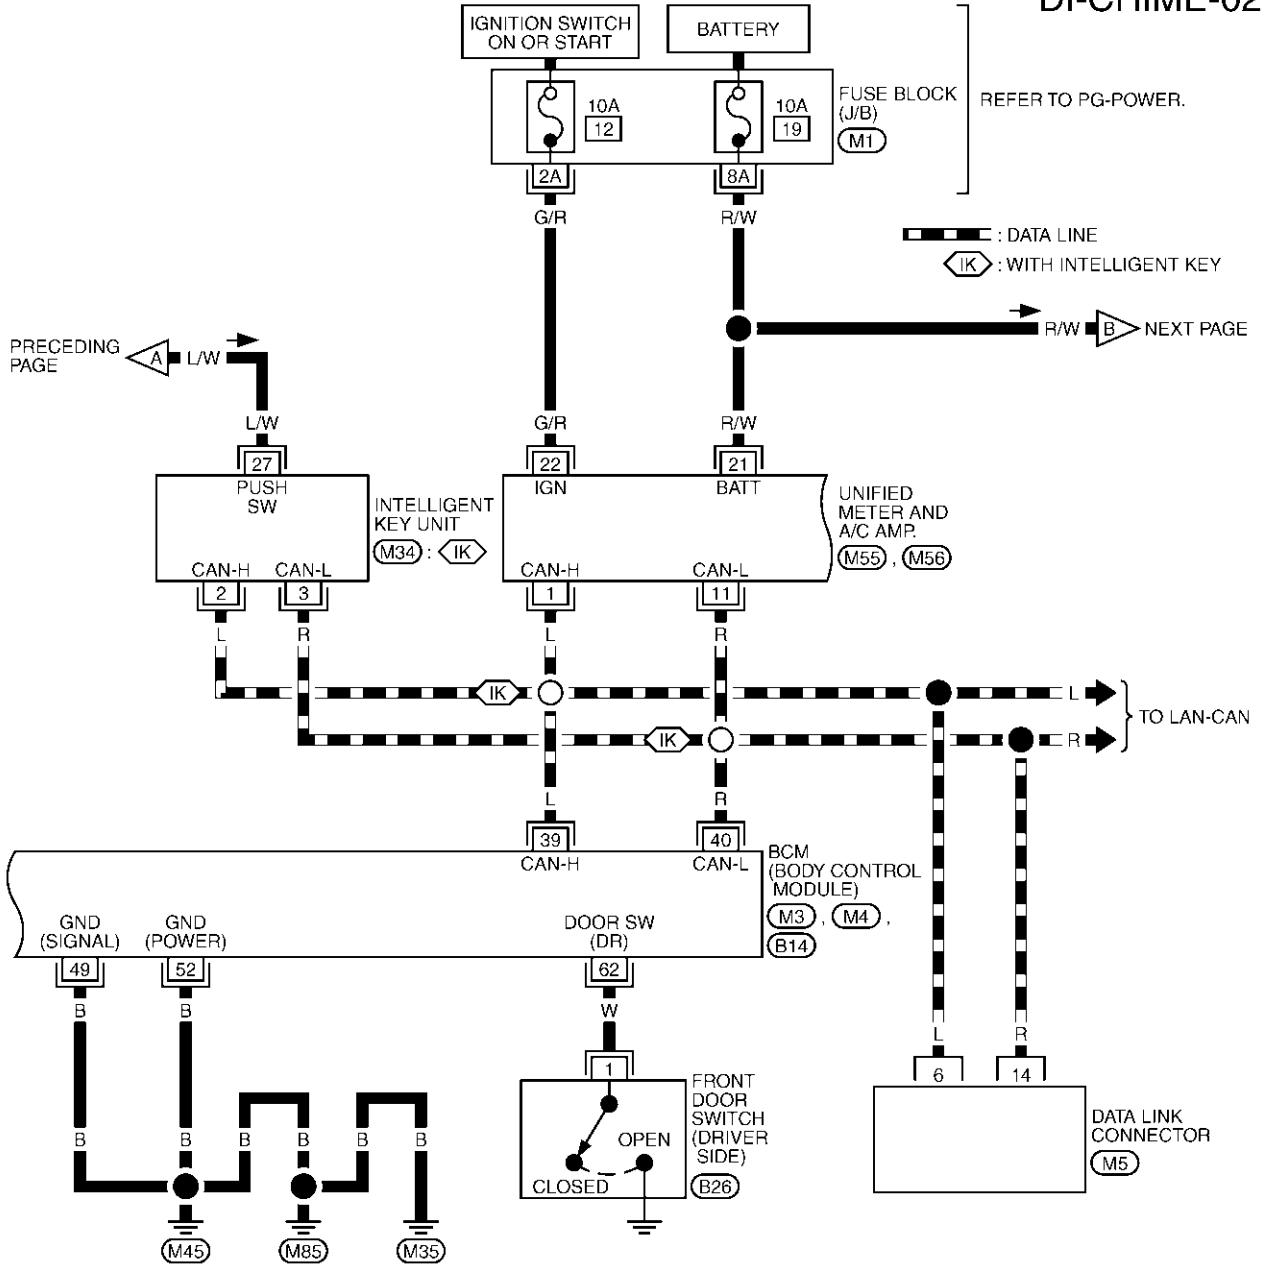 DI-CHIME-02
IGNITION SWITCH
ON OR START
BATTERY
10A
12
10A
19
FUSE BLOCK
(J/B)
M1
REFER TO PG-POWER.
2A
8A
G/R
R/W
: DATA LINE
IK : WITH INTELLIGENT KEY
PRECEDING
PAGE
A
L/W
R/W
B
NEXT PAGE
L/W
G/R
R/W
27
22
21
PUSH
SW
IGN
BATT
INTELLIGENT
KEY UNIT
M34 : IK
UNIFIED
METER AND
A/C AMP.
M55 , M56
CAN-H
CAN-L
CAN-H
CAN-L
2
3
1
11
L
R
L
R
IK
L
IK
R
TO LAN-CAN
L
R
39
40
CAN-H
CAN-L
BCM
(BODY CONTROL
MODULE)
M3 , M4 ,
B14
GND
(SIGNAL)
GND
(POWER)
DOOR SW
(DR)
49
52
62
B
B
W
L
R
1
6
14
FRONT
DOOR
SWITCH
(DRIVER
SIDE)
B26
OPEN
CLOSED
DATA LINK
CONNECTOR
M5
B
B
B
B
B
B
M45
M85
M35